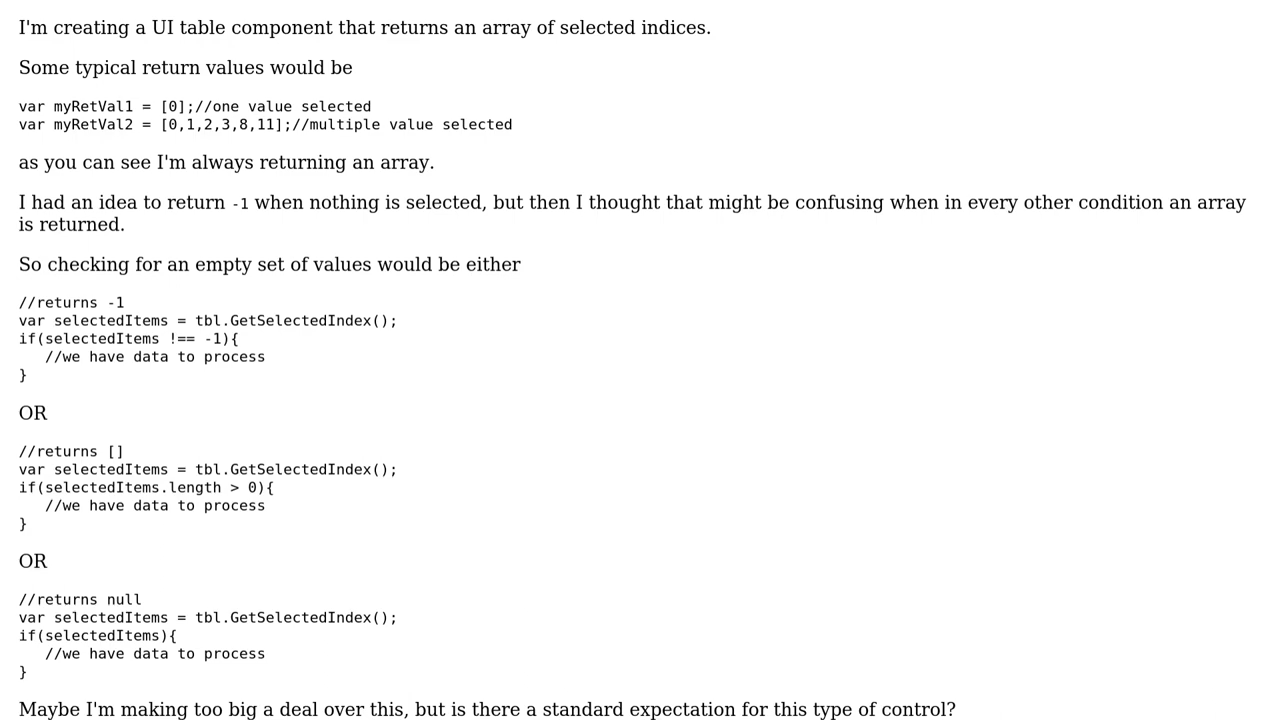 I'm creating a UI table component that returns an array of selected indices.
Some typical return values would be
var myRetVal1 = [0];//one value selected
var myRetVal2 = [0,1,2,3,8,11];//multiple value selected
as you can see I'm always returning an array.
I had an idea to return -1 when nothing is selected, but then I thought that might be confusing when in every other condition an array
is returned.
So checking for an empty set of values would be either
//returns -1
var selectedItems = tbl.GetSelectedIndex();
if(selectedItems !== -1){
   //we have data to process
}
OR
//returns []
var selectedItems = tbl.GetSelectedIndex();
if(selectedItems.length > 0){
   //we have data to process
}
OR
//returns null
var selectedItems = tbl.GetSelectedIndex();
if(selectedItems){
   //we have data to process
}
Maybe I'm making too big a deal over this, but is there a standard expectation for this type of control?